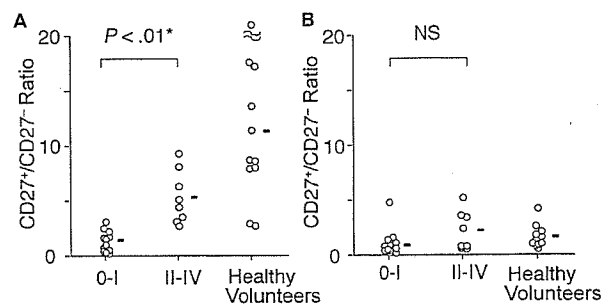 A
P < .01*
CD27+/CD27- Ratio
20
10
0
0-I
II-IV
Healthy
Volunteers
B
NS
CD27+/CD27- Ratio
20
10
0
0-I
II-IV
Healthy
Volunteers